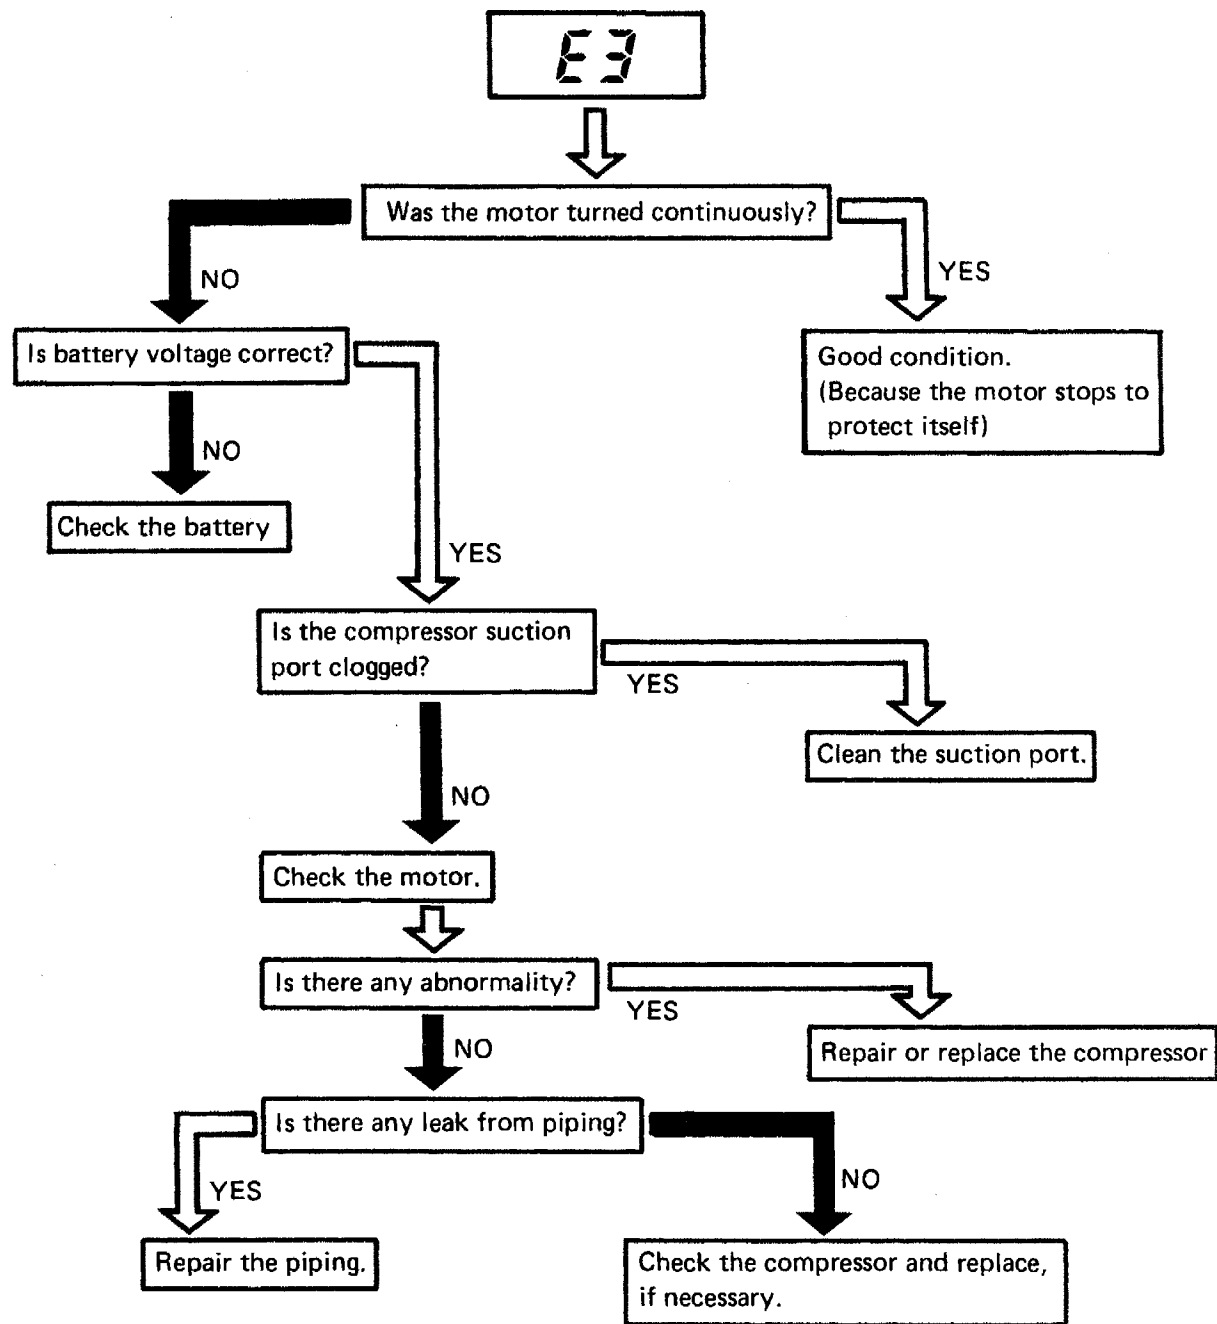 E3
Was the motor turned continuously?
NO
YES
Is battery voltage correct?
Good condition.
(Because the motor stops to
protect itself)
NO
Check the battery
YES
Is the compressor suction
port clogged?
YES
Clean the suction port.
NO
Check the motor.
Is there any abnormality?
YES
NO
Repair or replace the compressor
Is there any leak from piping?
YES
NO
Repair the piping.
Check the compressor and replace,
if necessary.